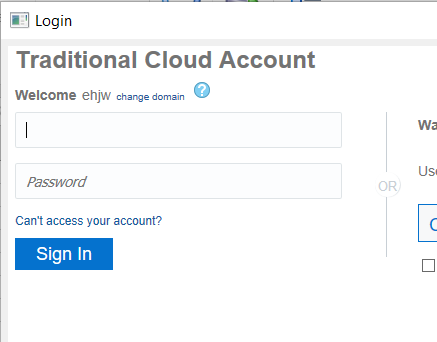 Login
Traditional Cloud Account
Welcome ehjw change domain ?
Password
Can't access your account?
Sign In
OR